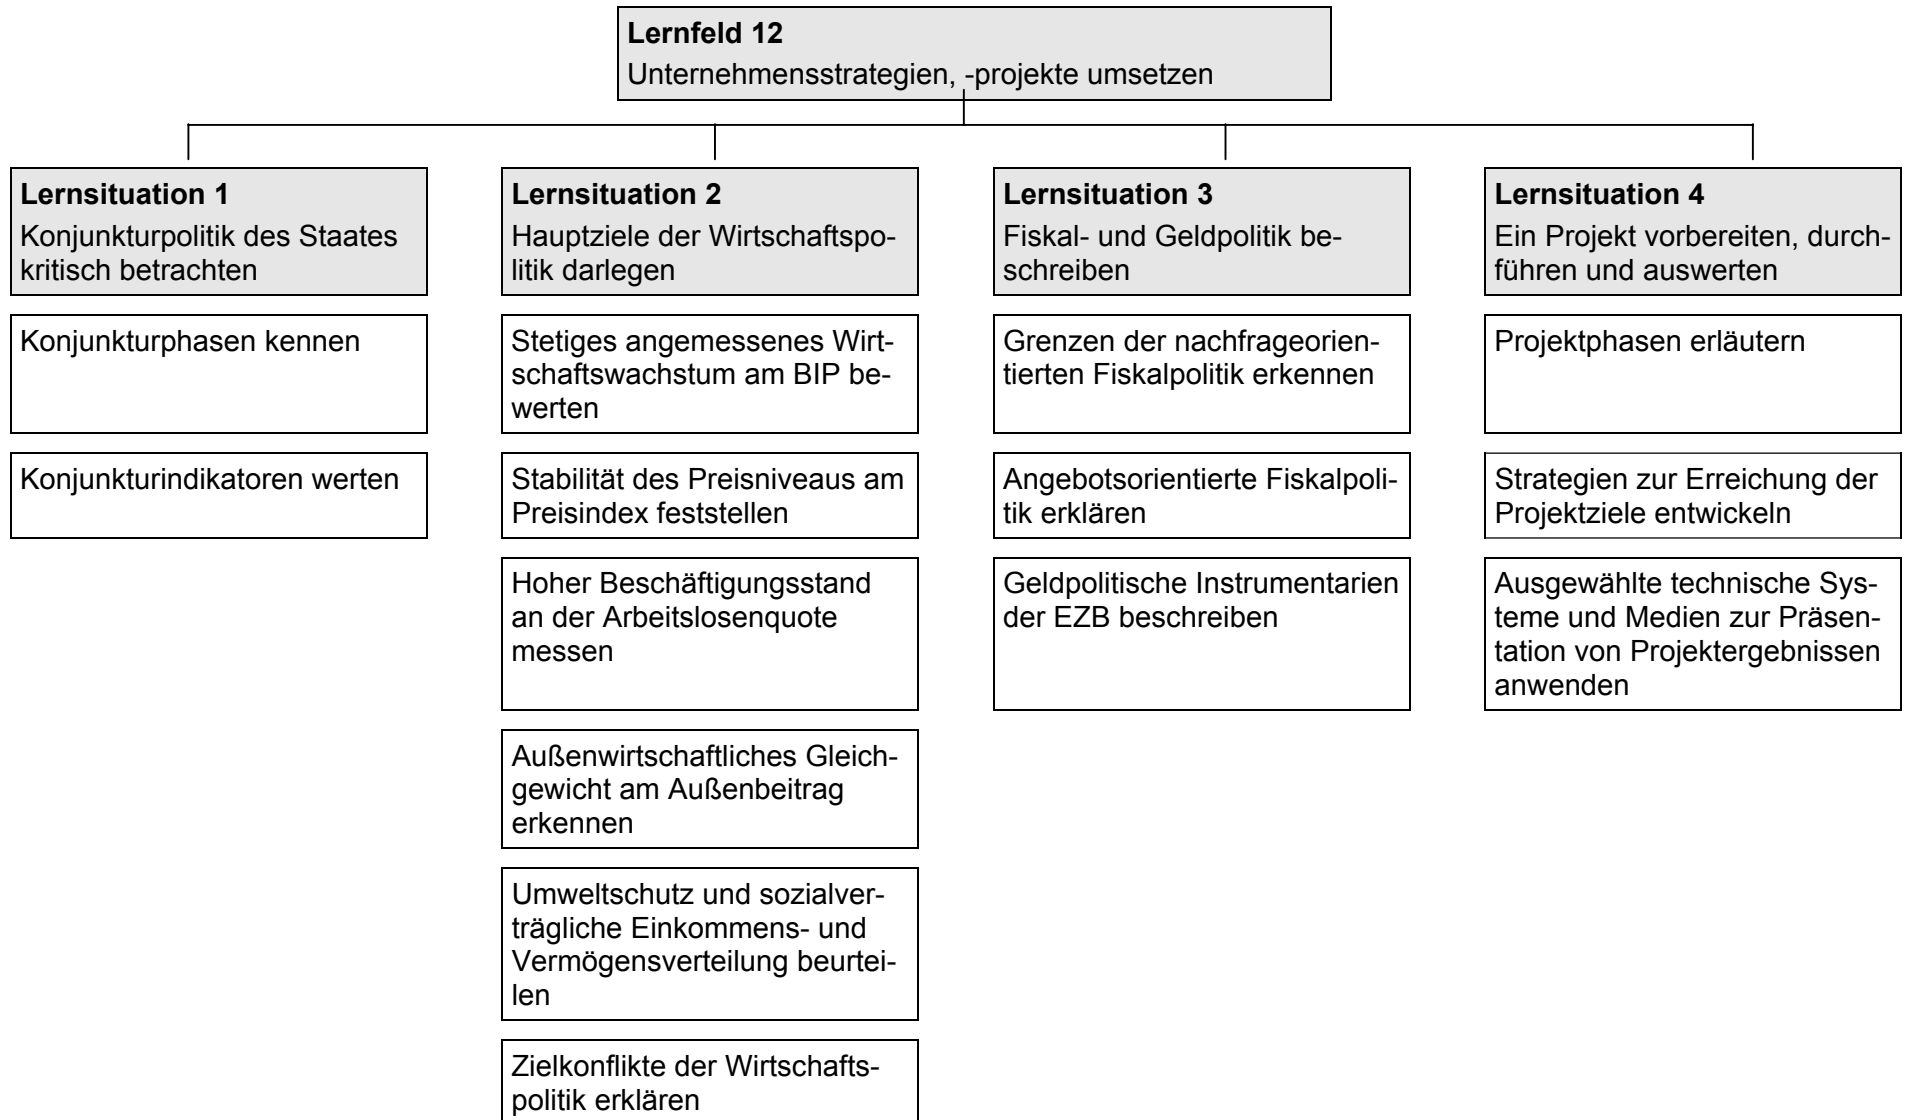 Lernfeld 12
Unternehmensstrategien, -projekte umsetzen
Lernsituation 1
Konjunkturpolitik des Staates
kritisch betrachten
Konjunkturphasen kennen
Konjunkturindikatoren werten
Lernsituation 2
Hauptziele der Wirtschaftspo-
litik darlegen
Stetiges angemessenes Wirt-
schaftswachstum am BIP be-
werten
Stabilität des Preisniveaus am
Preisindex feststellen
Hoher Beschäftigungsstand
an der Arbeitslosenquote
messen
Außenwirtschaftliches Gleich-
gewicht am Außenbeitrag
erkennen
Umweltschutz und sozialver-
trägliche Einkommens- und
Vermögensverteilung beurtei-
len
Zielkonflikte der Wirtschafts-
politik erklären
Lernsituation 3
Fiskal- und Geldpolitik be-
schreiben
Grenzen der nachfrageorien-
tierten Fiskalpolitik erkennen
Angebotsorientierte Fiskalpoli-
tik erklären
Geldpolitische Instrumentarien
der EZB beschreiben
Lernsituation 4
Ein Projekt vorbereiten, durch-
führen und auswerten
Projektphasen erläutern
Strategien zur Erreichung der
Projektziele entwickeln
Ausgewählte technische Sys-
teme und Medien zur Präsen-
tation von Projektergebnissen
anwenden